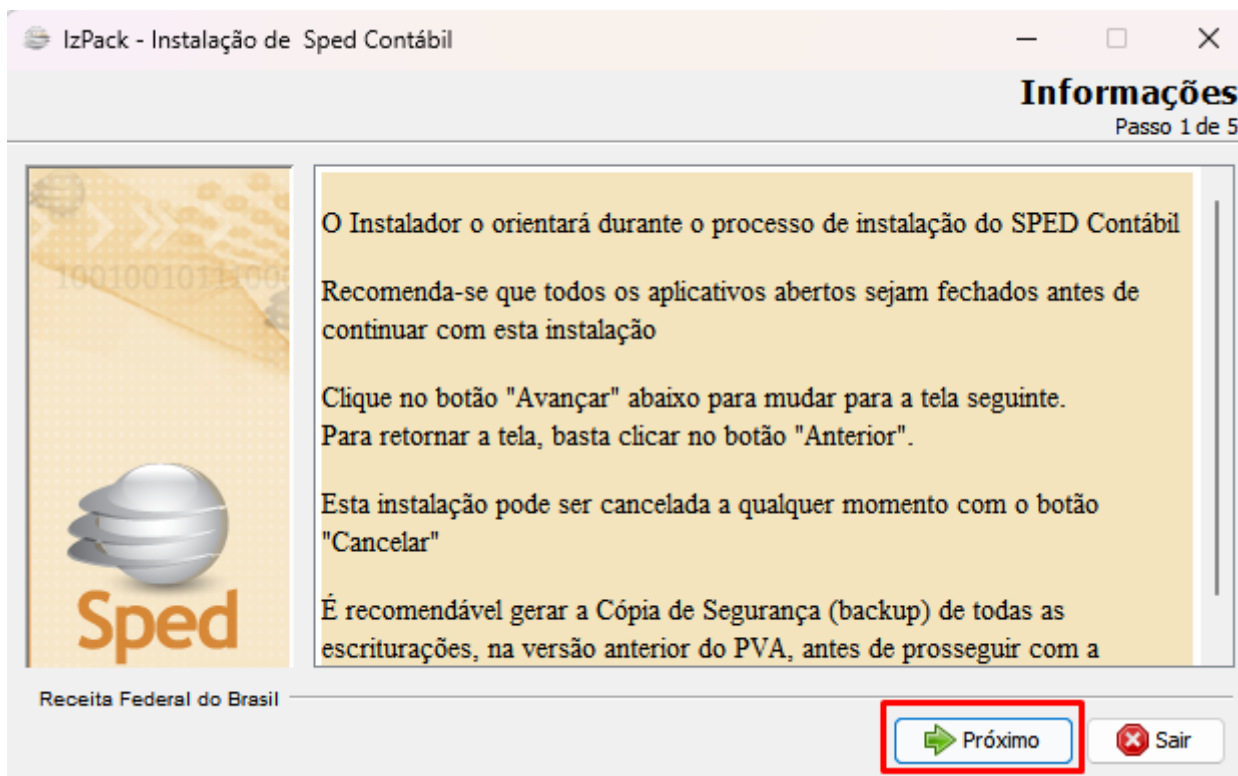 IzPack - Instalação de Sped Contábil
Informações
Passo 1 de 5
O Instalador o orientará durante o processo de instalação do SPED Contábil
Recomenda-se que todos os aplicativos abertos sejam fechados antes de
continuar com esta instalação
Clique no botão "Avançar" abaixo para mudar para a tela seguinte.
Para retornar a tela, basta clicar no botão "Anterior".
Esta instalação pode ser cancelada a qualquer momento com o botão
"Cancelar"
É recomendável gerar a Cópia de Segurança (backup) de todas as
escriturações, na versão anterior do PVA, antes de prosseguir com a
Sped
Receita Federal do Brasil
Próximo
Sair